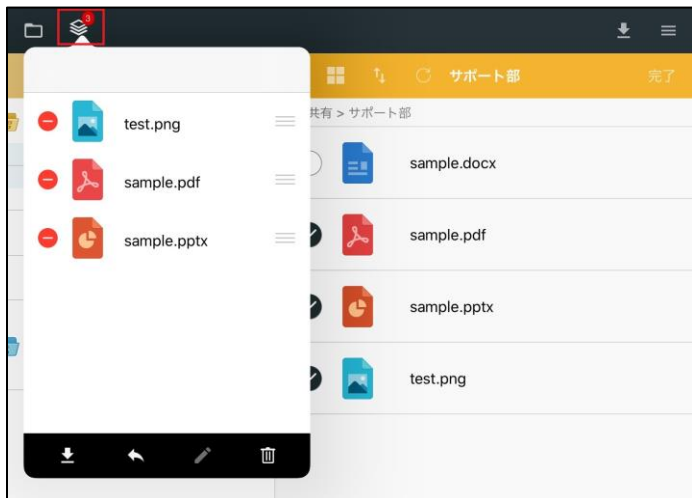 3
サポート部
完了
共有 > サポート部
test.png
sample.pdf
sample.pptx
sample.docx
sample.pdf
sample.pptx
test.png